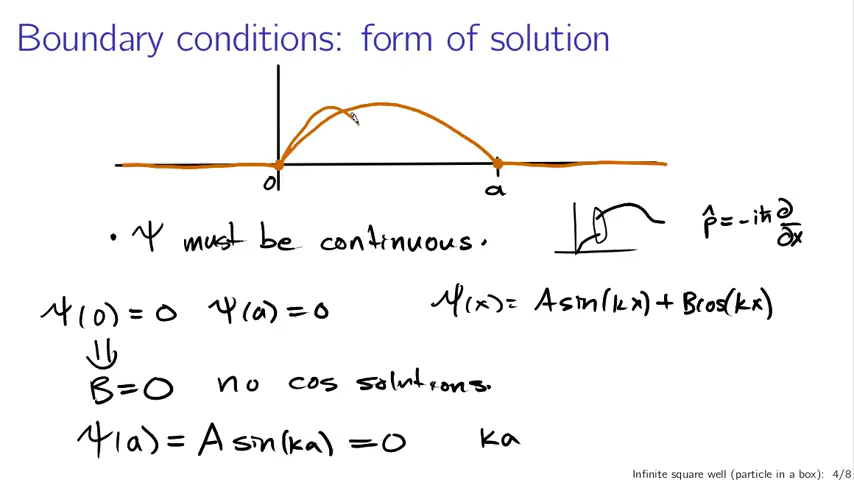 Boundary conditions: form of solution
0
a
• Ψ must be continuous.
p̂ = -iħ ∂/∂x
Ψ(0) = 0 Ψ(a) = 0 Ψ(x) = A sin(kx) + B cos(kx)
⇓
B = 0 no cos solutions.
Ψ(a) = A sin(ka) = 0 ka
Infinite square well (particle in a box): 4/8